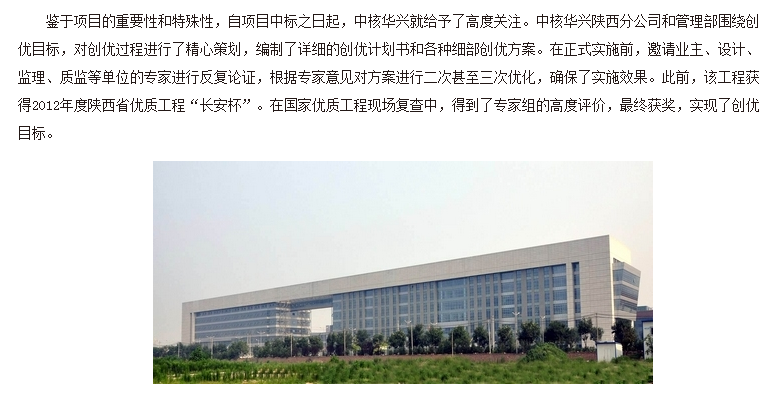 鉴于项目的重要性和特殊性，自项目中标之日起，中核华兴就给予了高度关注。中核华兴陕西分公司和管理部围绕创
优目标，对创优过程进行了精心策划，编制了详细的创优计划书和各种细部创优方案。在正式实施前，邀请业主、设计、
监理、质监等单位的专家进行反复论证，根据专家意见对方案进行二次甚至三次优化，确保了实施效果。此前，该工程获
得2012年度陕西省优质工程“长安杯”。在国家优质工程现场复查中，得到了专家组的高度评价，最终获奖，实现了创优
目标。